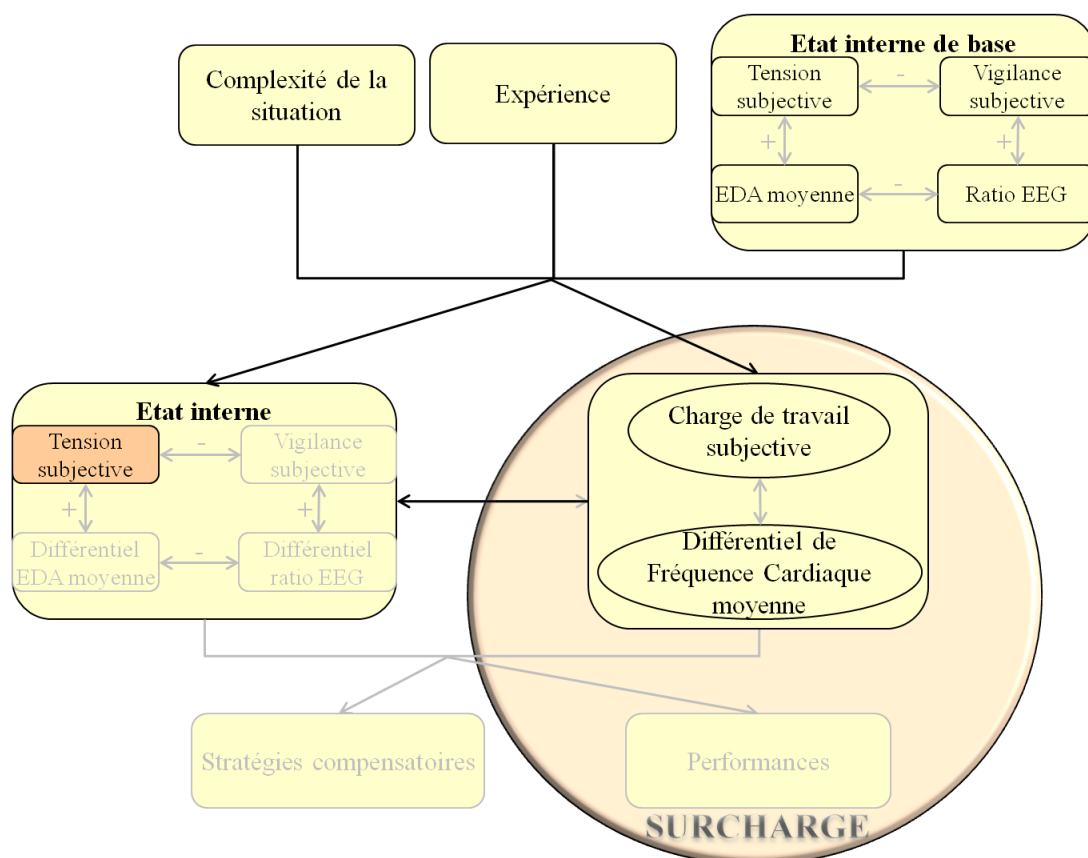 Complexité de la
situation
Expérience
Etat interne de base
Tension
subjective
-
Vigilance
subjective
+
+
EDA moyenne
-
Ratio EEG
Etat interne
Tension
subjective
-
Vigilance
subjective
+
+
Différentiel
EDA moyenne
-
Différentiel
ratio EEG
Charge de travail
subjective
Différentiel de
Fréquence Cardiaque
moyenne
Stratégies compensatoires
Performances
SURCHARGE